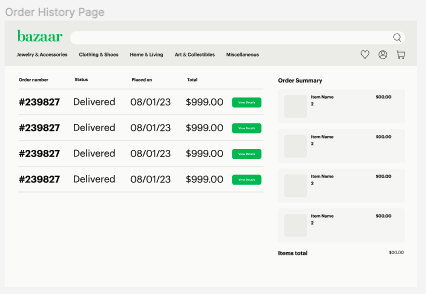 Order History Page
bazaar
Jewelry & Accessories Clothing & Shoes Home & Living Art & Collectibles Miscellaneous
Order number Status Placed on Total
#239827 Delivered 08/01/23 $999.00 View Details
#239827 Delivered 08/01/23 $999.00 View Details
#239827 Delivered 08/01/23 $999.00 View Details
#239827 Delivered 08/01/23 $999.00 View Details
Order Summary
Item Name $00.00
2
Item Name $00.00
2
Item Name $00.00
2
Item Name $00.00
2
Items total $00.00